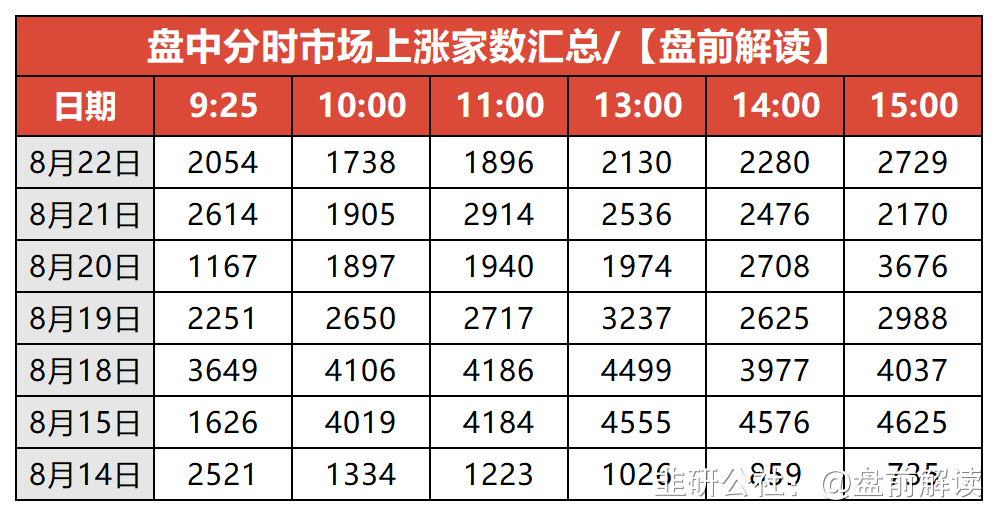 盘中分时市场上涨家数汇总/【盘前解读】
日期 9:25 10:00 11:00 13:00 14:00 15:00
8月22日 2054 1738 1896 2130 2280 2729
8月21日 2614 1905 2914 2536 2476 2170
8月20日 1167 1897 1940 1974 2708 3676
8月19日 2251 2650 2717 3237 2625 2988
8月18日 3649 4106 4186 4499 3977 4037
8月15日 1626 4019 4184 4555 4576 4625
8月14日 2521 1334 1223 1026 859 735
韭研公社：@盘前解读